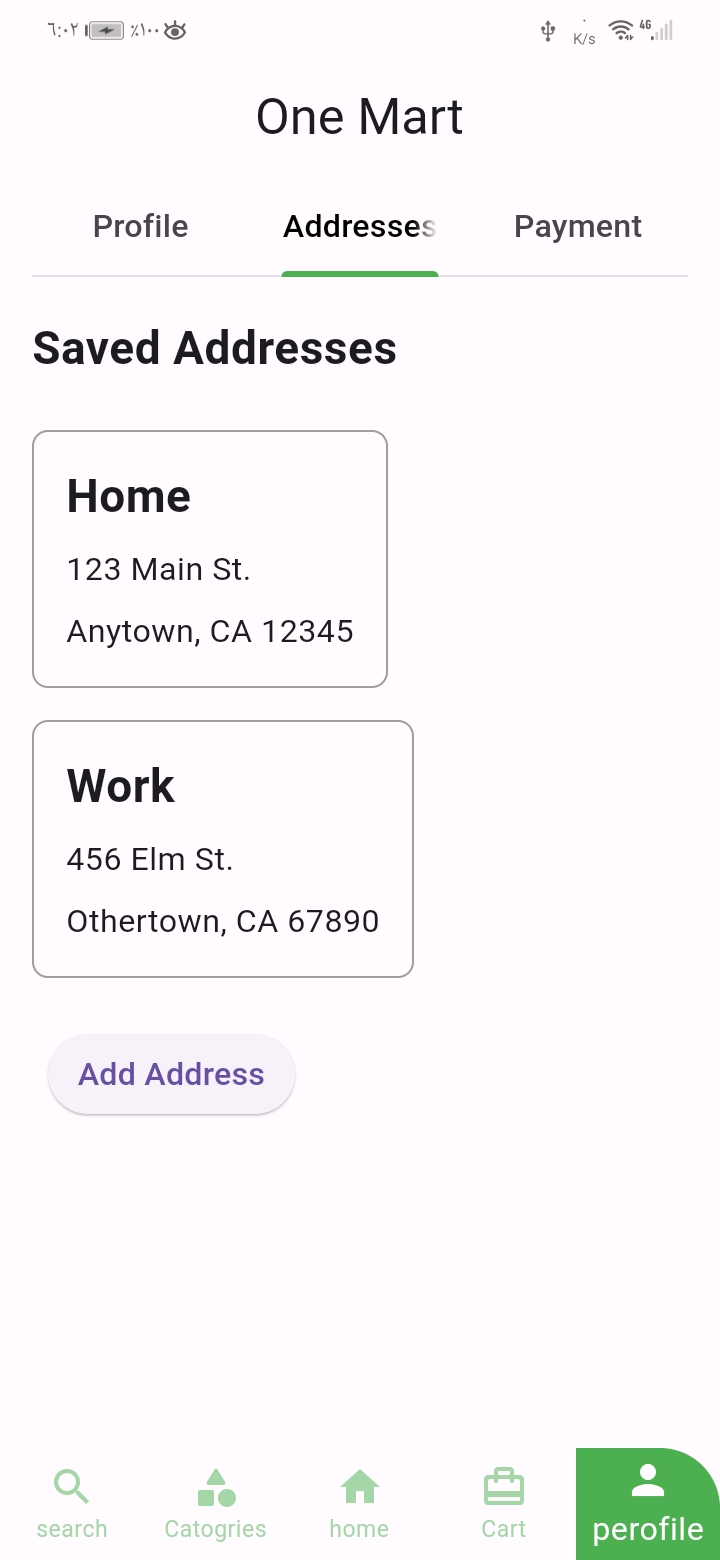 ٦:٠٢ ٪١٠٠ K/s 4G
One Mart
Profile Addresses Payment
Saved Addresses
Home
123 Main St.
Anytown, CA 12345
Work
456 Elm St.
Othertown, CA 67890
Add Address
search Catogries home Cart perofile